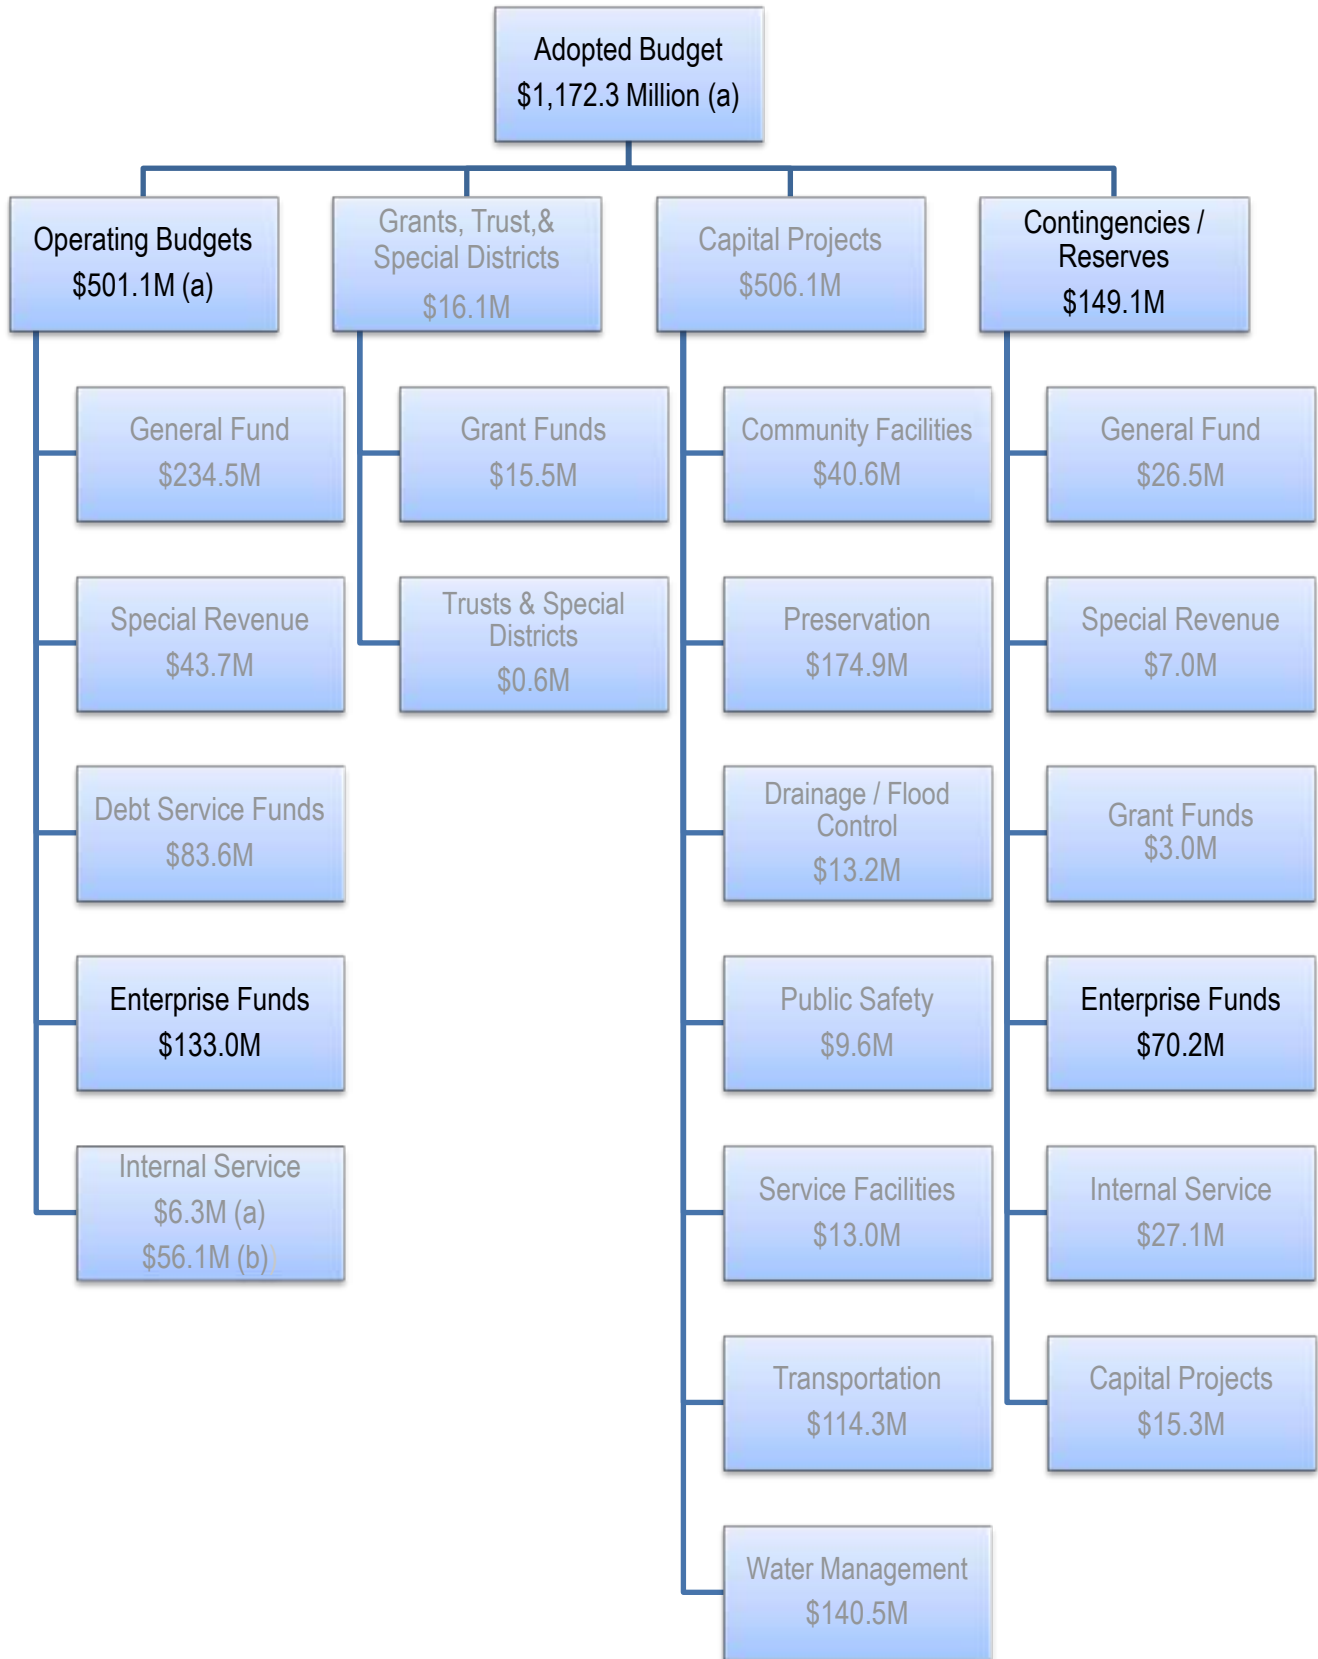 Adopted Budget
$1,172.3 Million (a)
Operating Budgets
$501.1M (a)
General Fund
$234.5M
Special Revenue
$43.7M
Debt Service Funds
$83.6M
Enterprise Funds
$133.0M
Internal Service
$6.3M (a)
$56.1M (b)
Grants, Trust,&
Special Districts
$16.1M
Grant Funds
$15.5M
Trusts & Special
Districts
$0.6M
Capital Projects
$506.1M
Community Facilities
$40.6M
Preservation
$174.9M
Drainage / Flood
Control
$13.2M
Public Safety
$9.6M
Service Facilities
$13.0M
Transportation
$114.3M
Water Management
$140.5M
Contingencies /
Reserves
$149.1M
General Fund
$26.5M
Special Revenue
$7.0M
Grant Funds
$3.0M
Enterprise Funds
$70.2M
Internal Service
$27.1M
Capital Projects
$15.3M